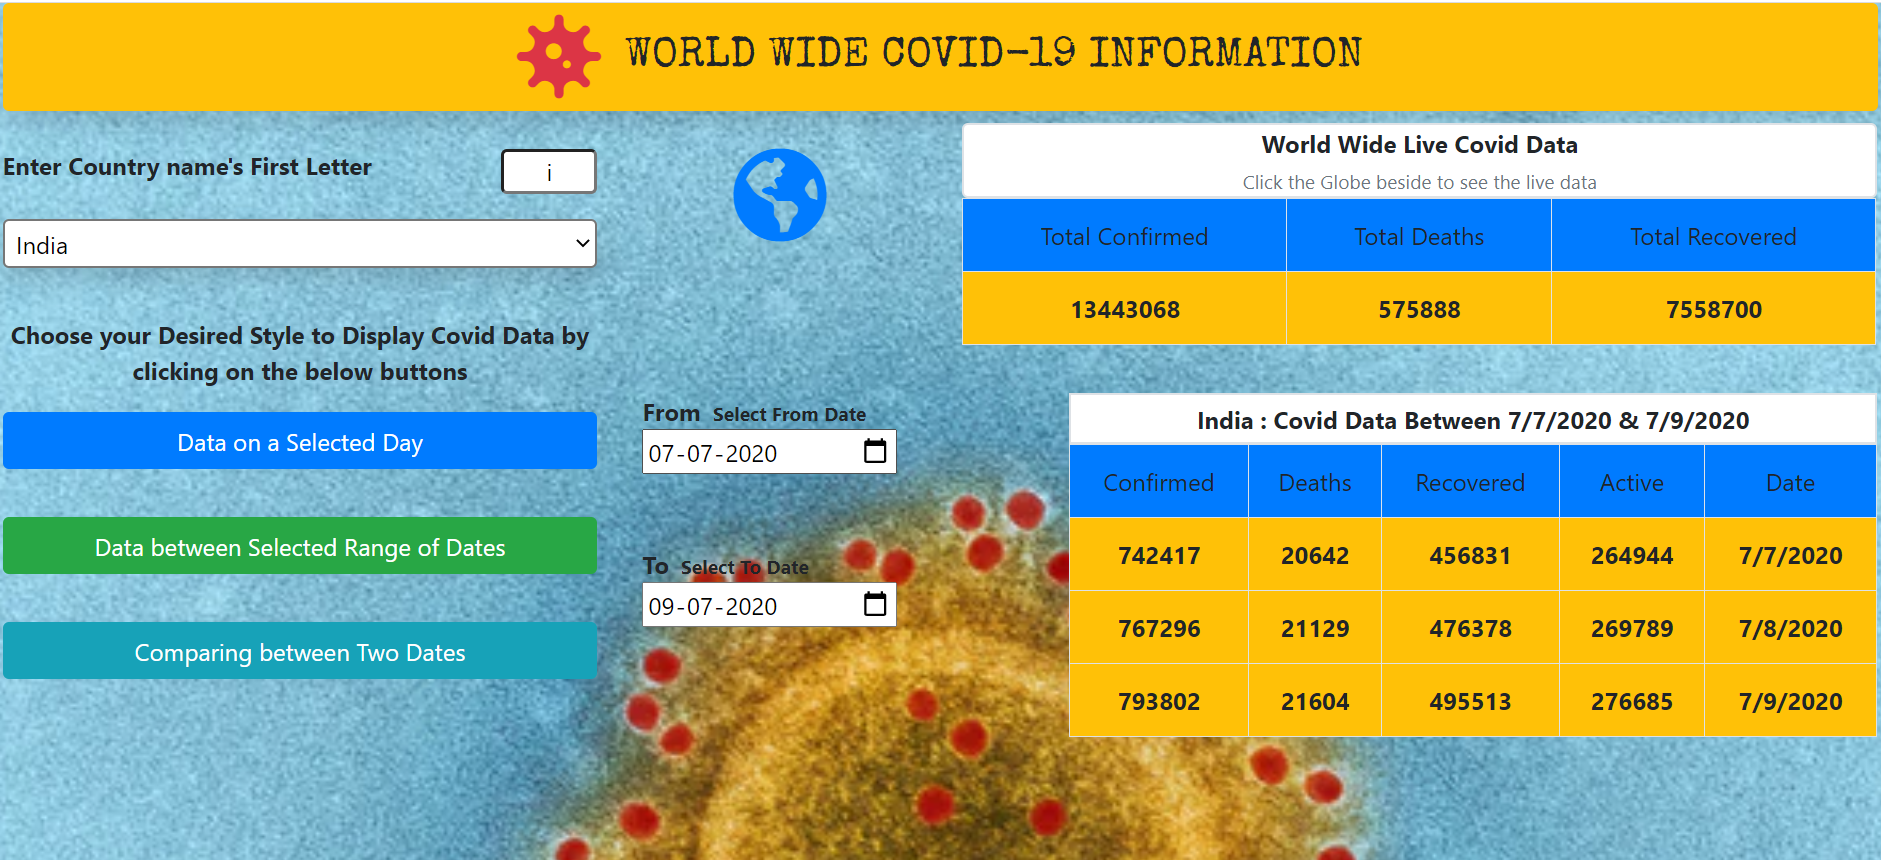 WORLD WIDE COVID-19 INFORMATION
Enter Country name's First Letter
i
India
Choose your Desired Style to Display Covid Data by
clicking on the below buttons
Data on a Selected Day
Data between Selected Range of Dates
Comparing between Two Dates
From Select From Date
07-07-2020
To Select To Date
09-07-2020
World Wide Live Covid Data
Click the Globe beside to see the live data
Total Confirmed Total Deaths Total Recovered
13443068 575888 7558700
India : Covid Data Between 7/7/2020 & 7/9/2020
Confirmed Deaths Recovered Active Date
742417 20642 456831 264944 7/7/2020
767296 21129 476378 269789 7/8/2020
793802 21604 495513 276685 7/9/2020